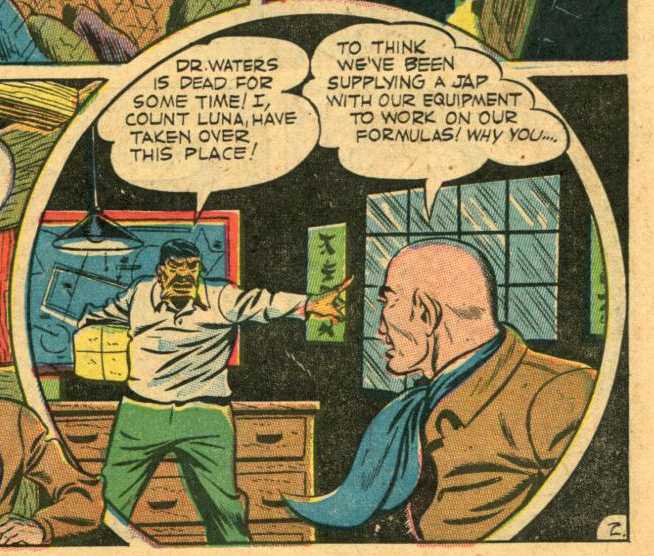 DR. WATERS
IS DEAD FOR
SOME TIME! I,
COUNT LUNA, HAVE
TAKEN OVER
THIS PLACE!
TO THINK
WE'VE BEEN
SUPPLYING A JAP
WITH OUR EQUIPMENT
TO WORK ON OUR
FORMULAS! WHY YOU....
2.